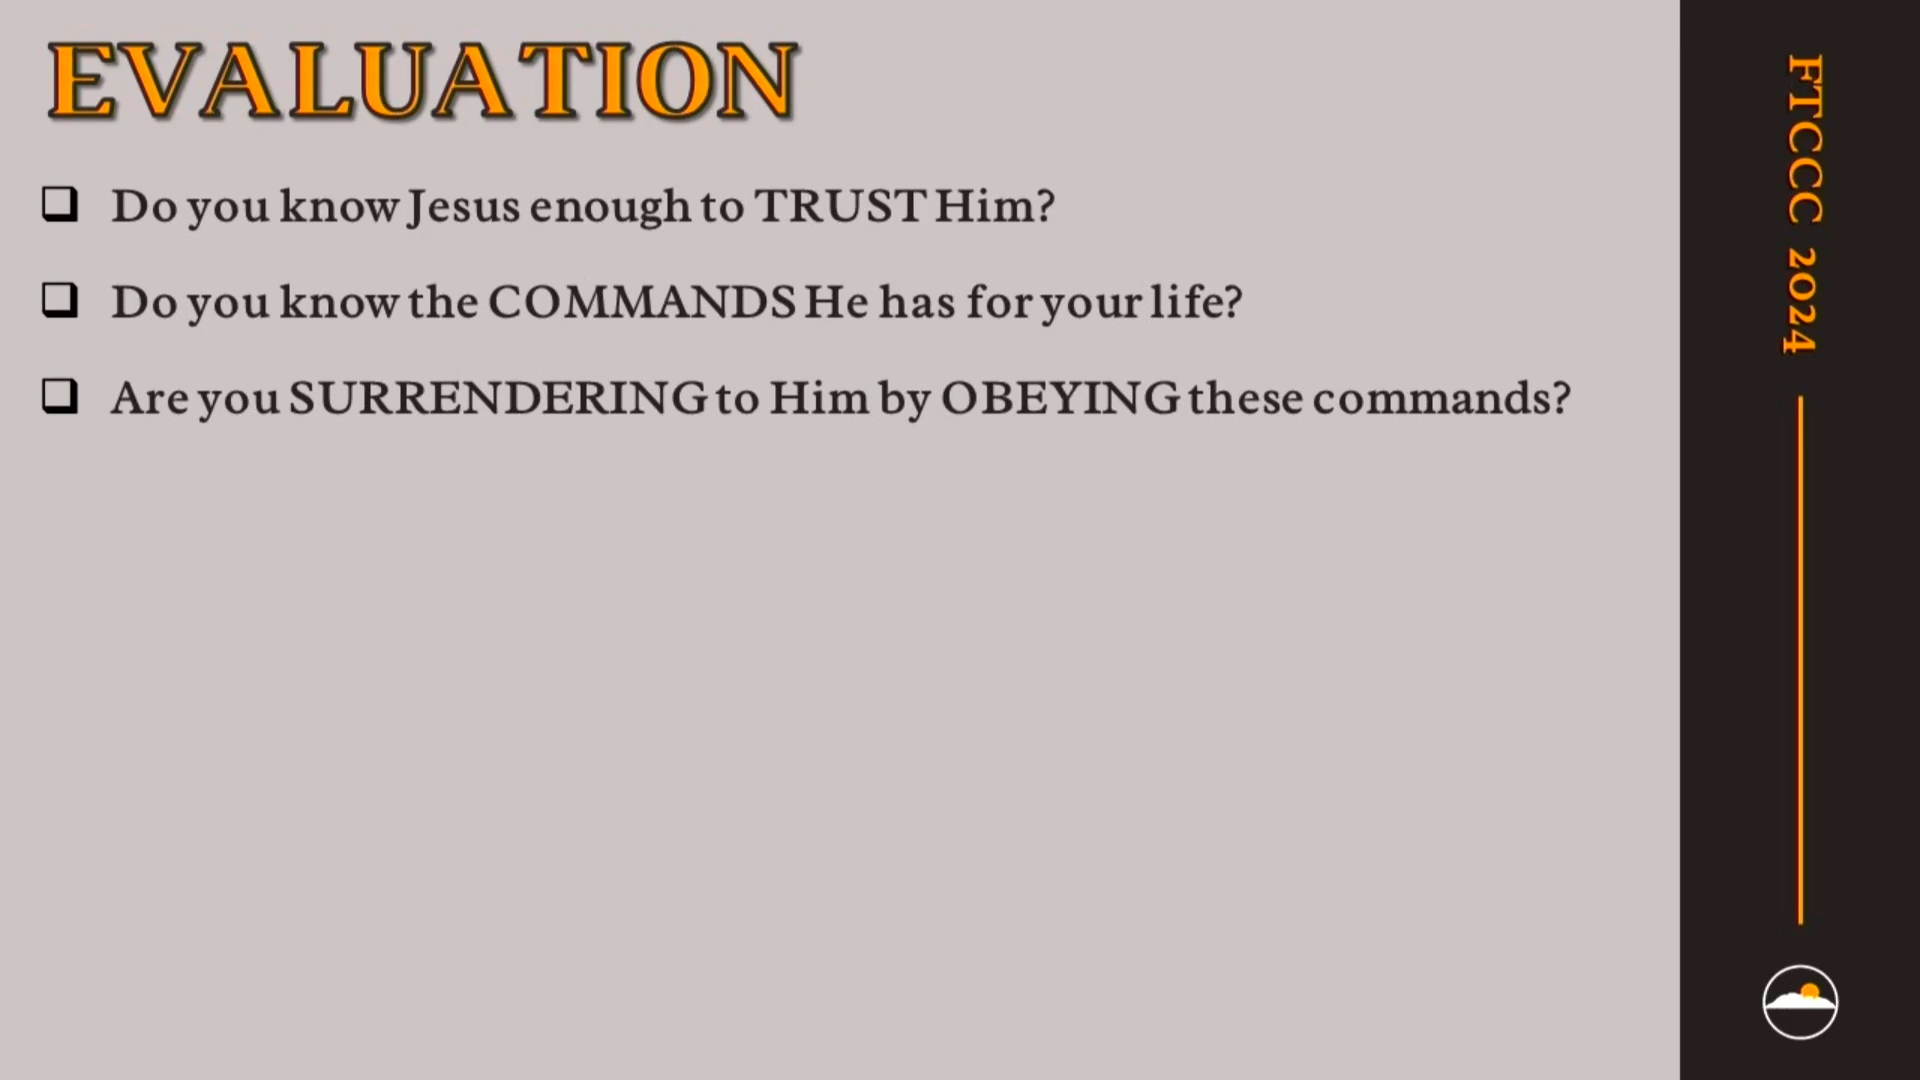 EVALUATION
Do you know Jesus enough to TRUST Him?
Do you know the COMMANDS He has for your life?
Are you SURRENDERING to Him by OBEYING these commands?
FTCCC 2024